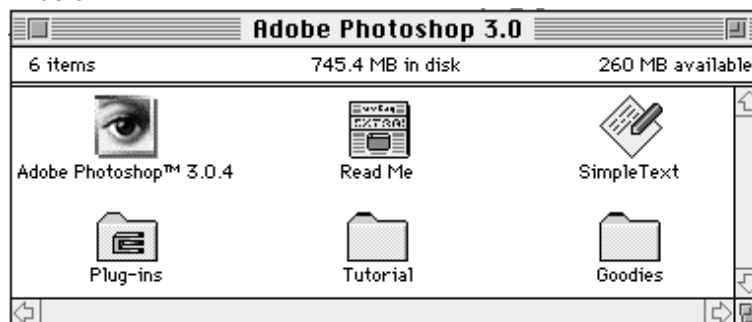 Adobe Photoshop 3.0
6 items 745.4 MB in disk 260 MB available
EXTRA!
Adobe Photoshop™ 3.0.4 Read Me SimpleText
Plug-ins Tutorial Goodies